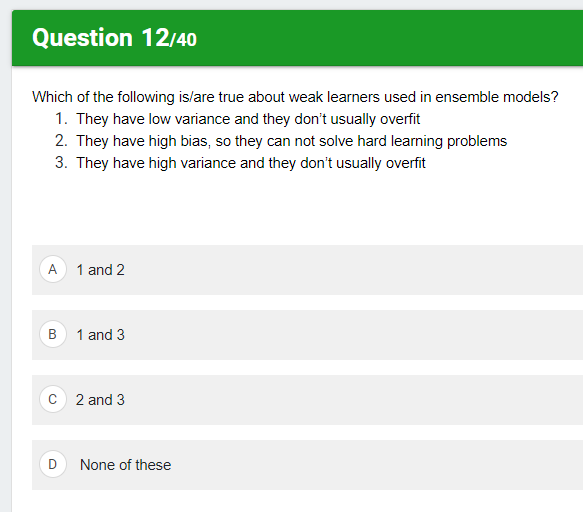 Question 12/40
Which of the following is/are true about weak learners used in ensemble models?
1. They have low variance and they don't usually overfit
2. They have high bias, so they can not solve hard learning problems
3. They have high variance and they don't usually overfit
A 1 and 2
B 1 and 3
C 2 and 3
D None of these